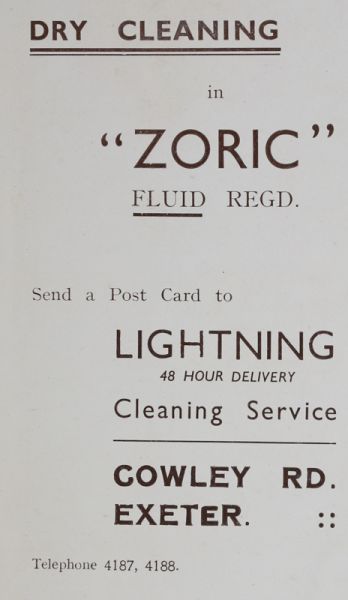 DRY CLEANING
in
"ZORIC"
FLUID REGD.
Send a Post Card to
LIGHTNING
48 HOUR DELIVERY
Cleaning Service
COWLEY RD.
EXETER. ::
Telephone 4187, 4188.